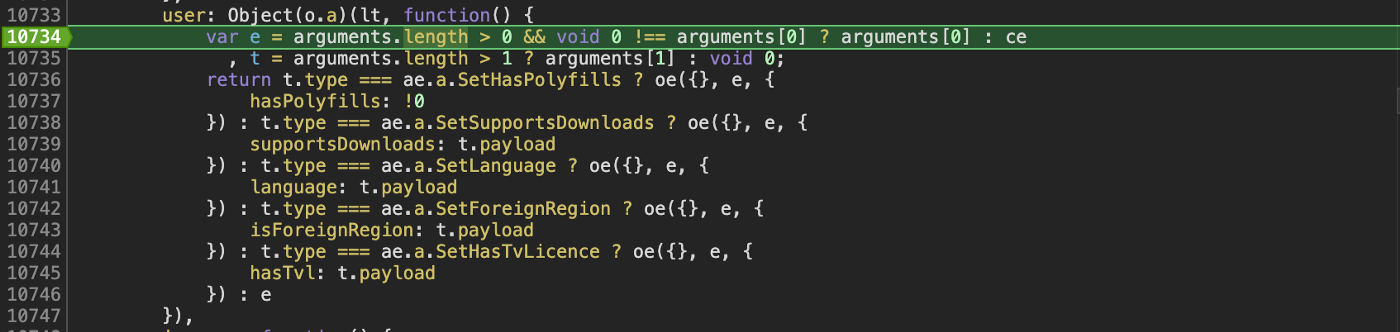 10733 user: Object(o.a)(lt, function() {
10734 var e = arguments.length > 0 && void 0 !== arguments[0] ? arguments[0] : ce
10735 , t = arguments.length > 1 ? arguments[1] : void 0;
10736 return t.type === ae.a.SetHasPolyfills ? oe({}, e, {
10737 hasPolyfills: !0
10738 }) : t.type === ae.a.SetSupportsDownloads ? oe({}, e, {
10739 supportsDownloads: t.payload
10740 }) : t.type === ae.a.SetLanguage ? oe({}, e, {
10741 language: t.payload
10742 }) : t.type === ae.a.SetForeignRegion ? oe({}, e, {
10743 isForeignRegion: t.payload
10744 }) : t.type === ae.a.SetHasTvLicence ? oe({}, e, {
10745 hasTvl: t.payload
10746 }) : e
10747 }),